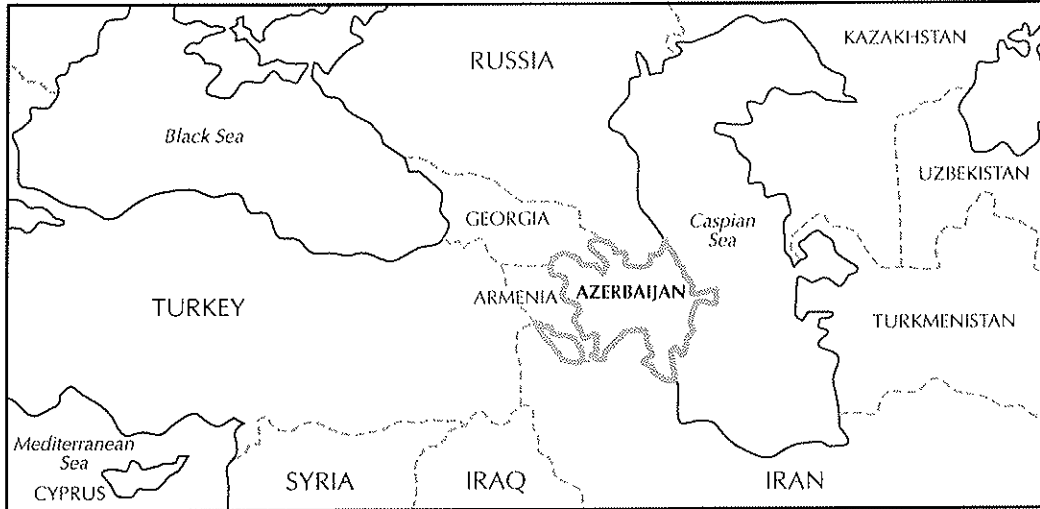 KAZAKHSTAN
RUSSIA
Black Sea
UZBEKISTAN
GEORGIA
Caspian
Sea
AZERBAIJAN
ARMENIA
TURKEY
TURKMENISTAN
Mediterranean
Sea
CYPRUS
SYRIA
IRAQ
IRAN